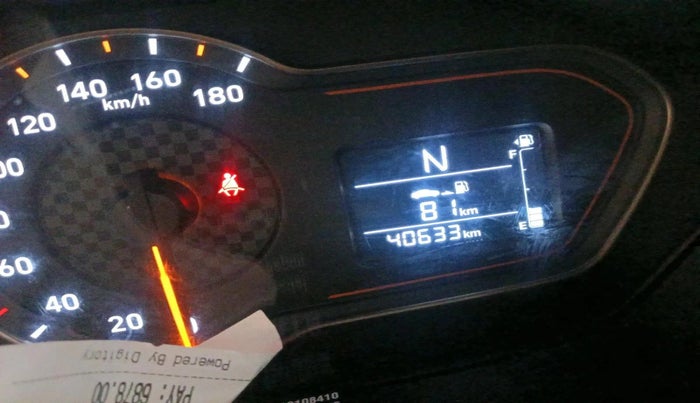 140 160
km/h 180
120
60
40
20
N
F
81 km
E
40633 km
Powered By Digitory
PAY: 6878.00